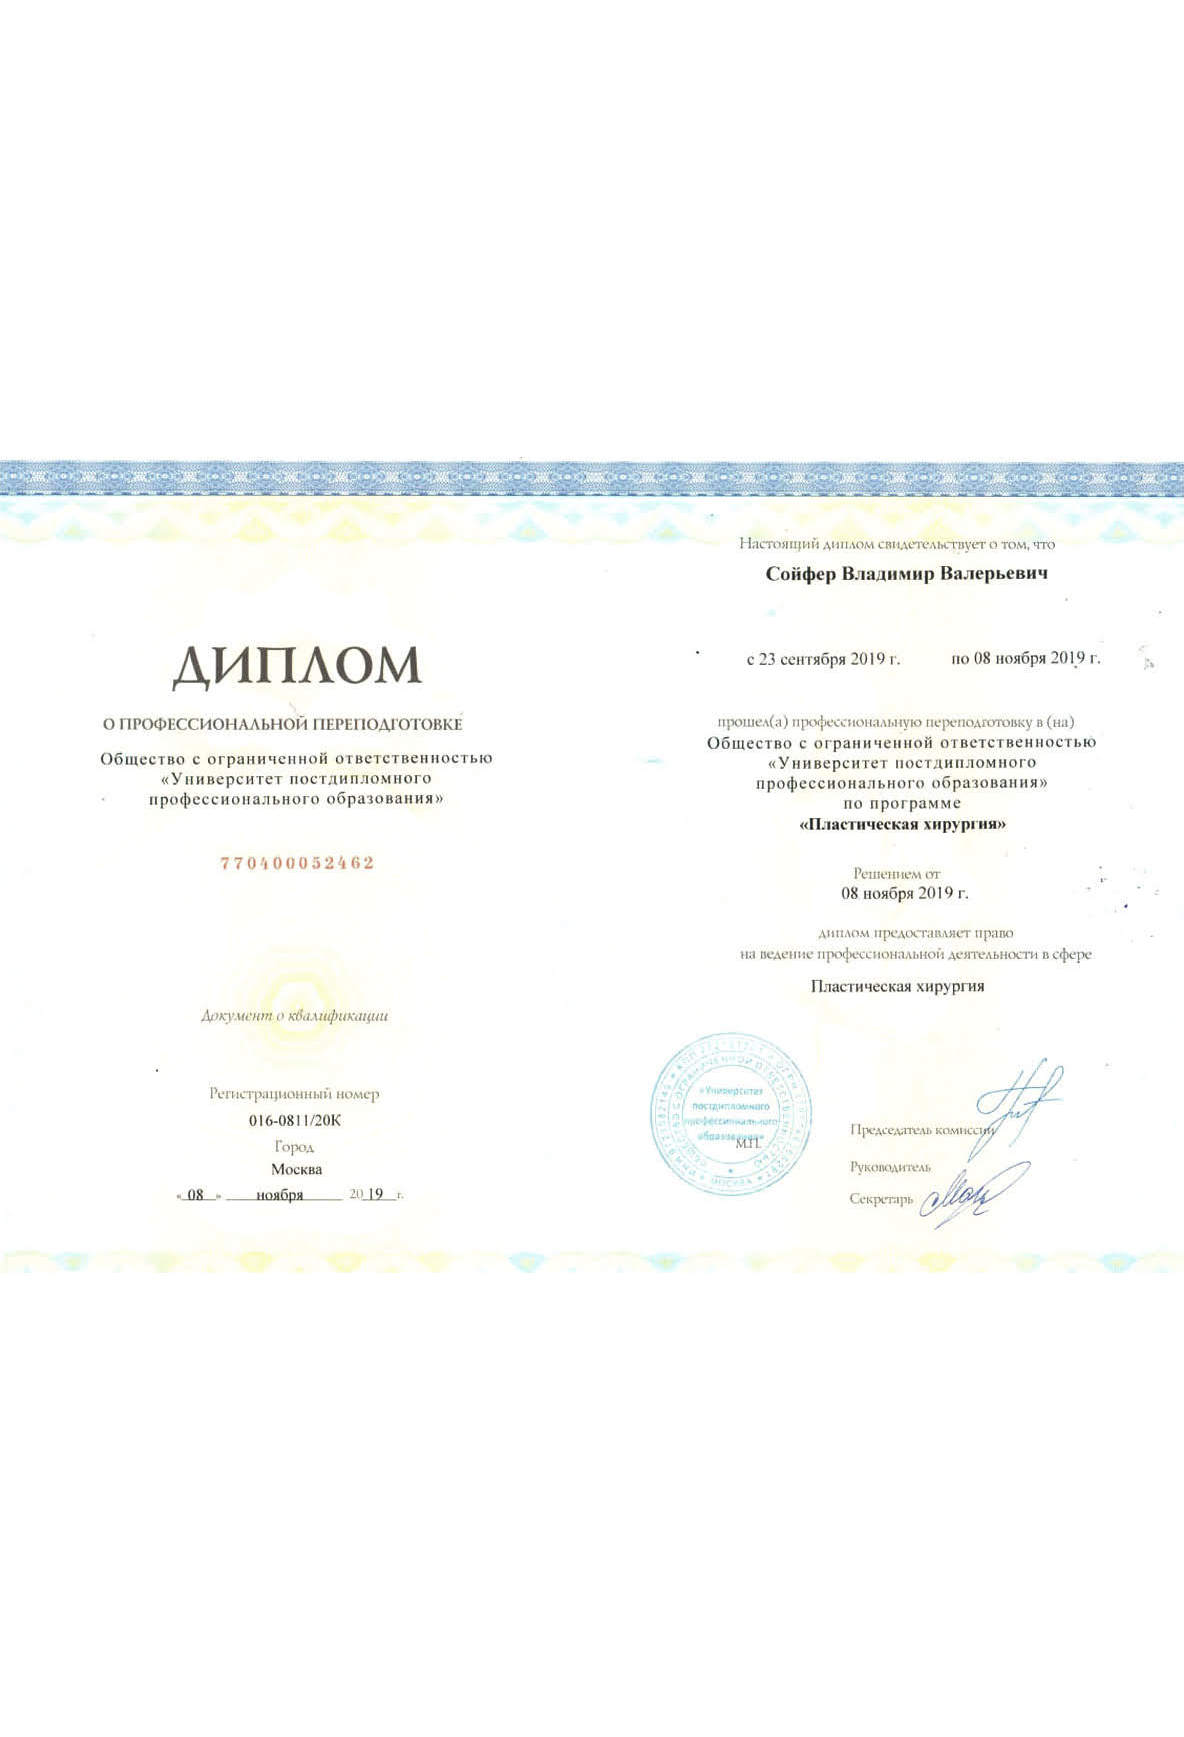 ДИПЛОМ
О ПРОФЕССИОНАЛЬНОЙ ПЕРЕПОДГОТОВКЕ
Общество с ограниченной ответственностью
«Университет постдипломного
профессионального образования»
770400052462
Документ о квалификации
Регистрационный номер
016-0811/20К
Город
Москва
«08» ноября 2019 г.
Настоящий диплом свидетельствует о том, что
Сойфер Владимир Валерьевич
с 23 сентября 2019 г. по 08 ноября 2019 г.
прошел(а) профессиональную переподготовку в (на)
Общество с ограниченной ответственностью
«Университет постдипломного
профессионального образования»
по программе
«Пластическая хирургия»
Решением от
08 ноября 2019 г.
диплом предоставляет право
на ведение профессиональной деятельности в сфере
Пластическая хирургия
«Университет
постдипломного
профессионального
образования»
М.П.
Председатель комиссии
Руководитель
Секретарь